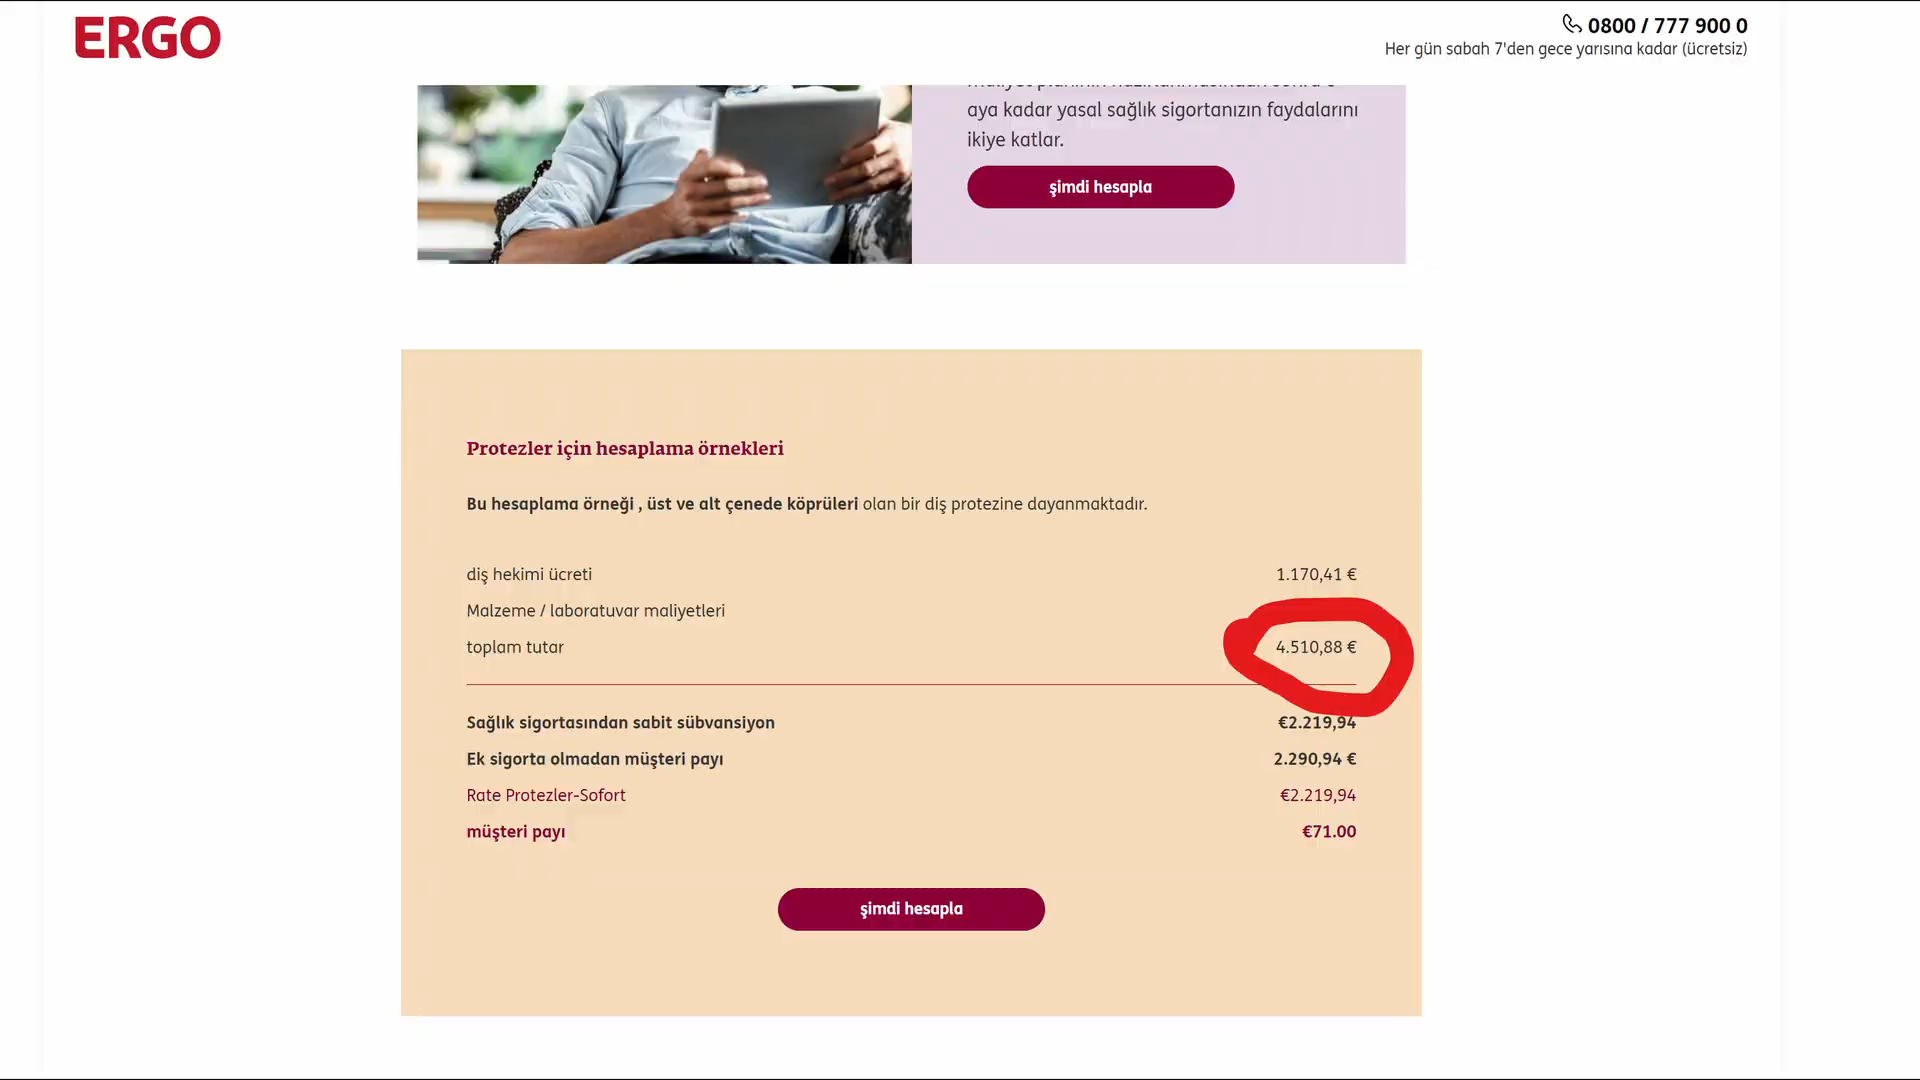 ERGO
0800 / 777 900 0
Her gün sabah 7'den gece yarısına kadar (ücretsiz)
aya kadar yasal sağlık sigortanızın faydalarını
ikiye katlar.
şimdi hesapla
Protezler için hesaplama örnekleri
Bu hesaplama örneği , üst ve alt çenede köprüleri olan bir diş protezine dayanmaktadır.
diş hekimi ücreti 1.170,41 €
Malzeme / laboratuvar maliyetleri
toplam tutar 4.510,88 €
Sağlık sigortasından sabit sübvansiyon €2.219,94
Ek sigorta olmadan müşteri payı 2.290,94 €
Rate Protezler-Sofort €2.219,94
müşteri payı €71.00
şimdi hesapla